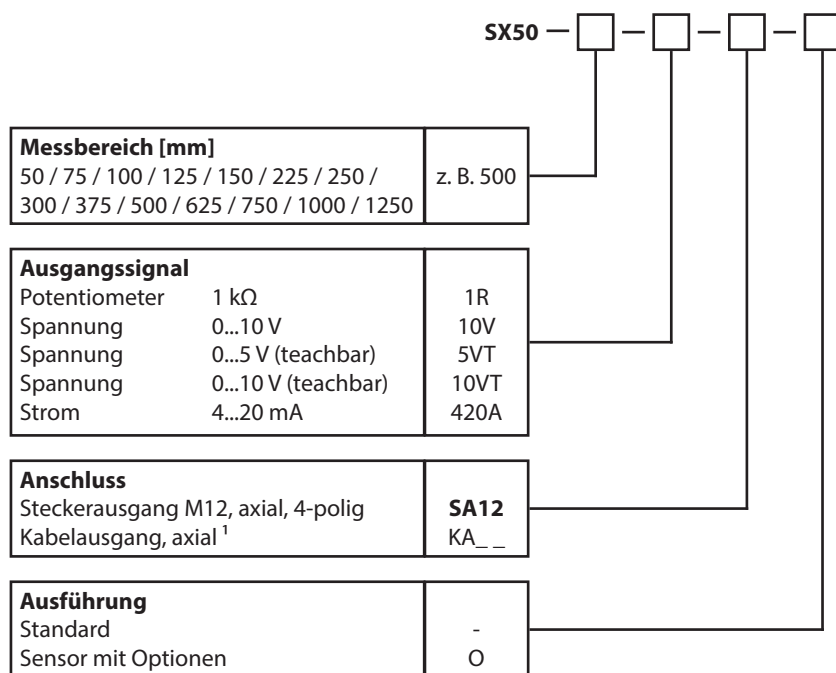 SX50 — □ — □ — □ — □
Messbereich [mm]
50 / 75 / 100 / 125 / 150 / 225 / 250 / z. B. 500
300 / 375 / 500 / 625 / 750 / 1000 / 1250
Ausgangssignal
Potentiometer 1 kΩ 1R
Spannung 0...10 V 10V
Spannung 0...5 V (teachbar) 5VT
Spannung 0...10 V (teachbar) 10VT
Strom 4...20 mA 420A
Anschluss
Steckerausgang M12, axial, 4-polig SA12
Kabelausgang, axial ¹ KA_ _
Ausführung
Standard -
Sensor mit Optionen O